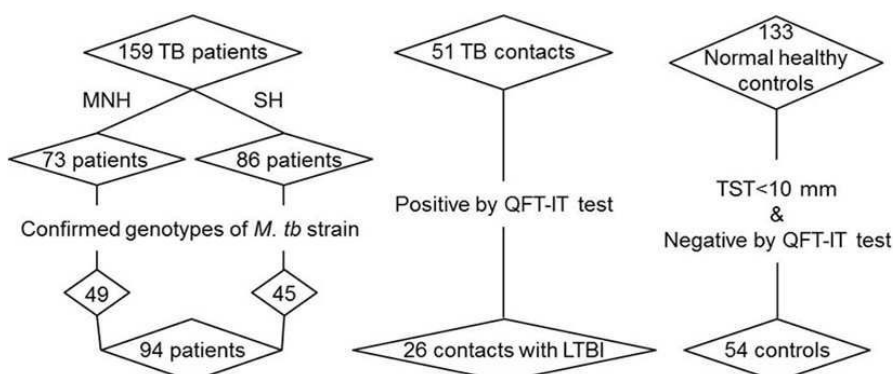 159 TB patients
MNH
SH
73 patients
86 patients
Confirmed genotypes of M. tb strain
49
45
94 patients
51 TB contacts
Positive by QFT-IT test
26 contacts with LTBI
133
Normal healthy
controls
TST<10 mm
&
Negative by QFT-IT test
54 controls